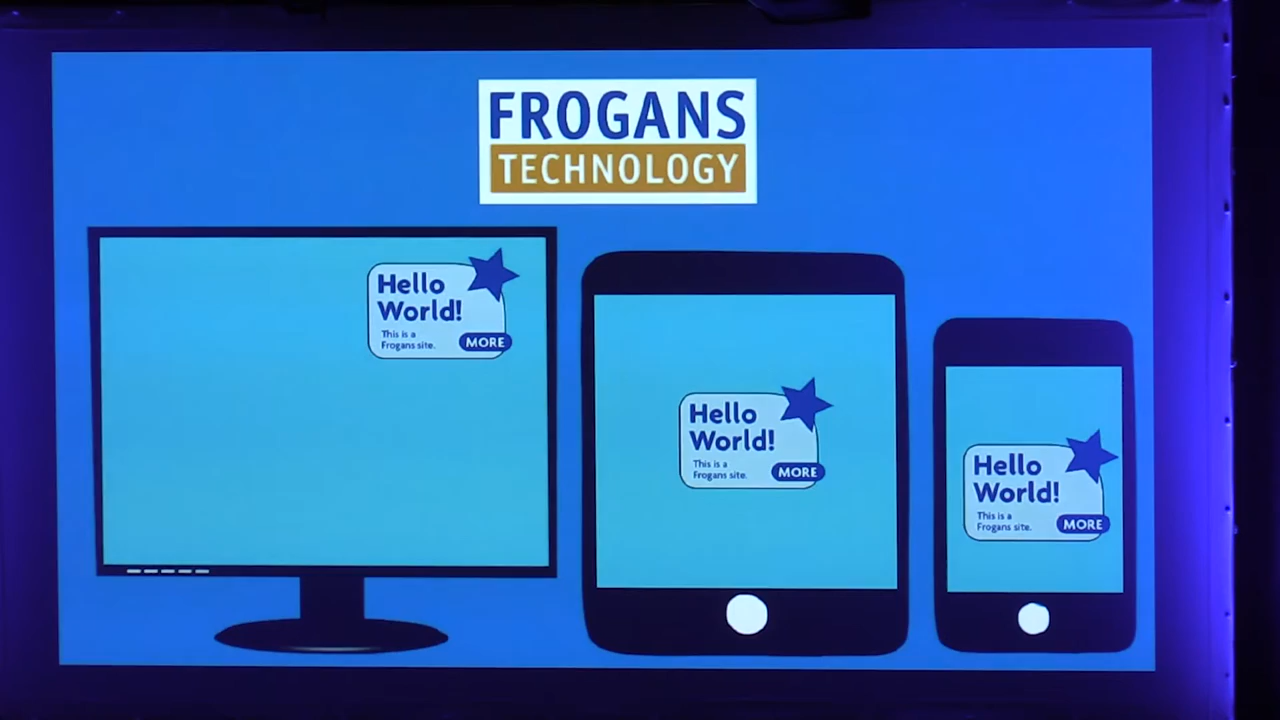 FROGANS
TECHNOLOGY
Hello
World!
This is a
Frogans site.
MORE
Hello
World!
This is a
Frogans site.
MORE
Hello
World!
This is a
Frogans site.
MORE